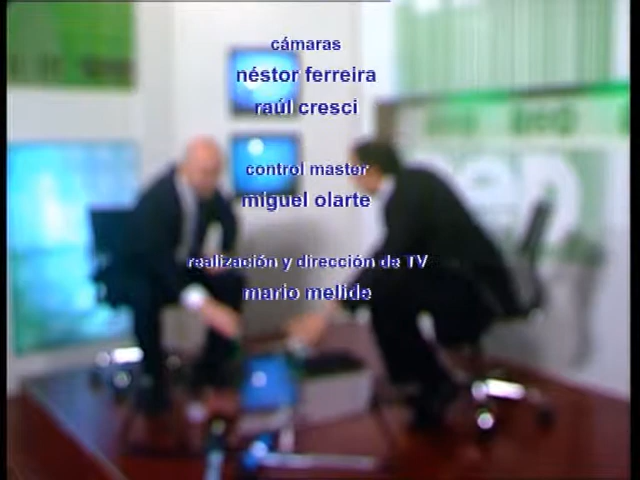 cámaras
néstor ferreira
raúl cresci
control master
miguel olarte
realización y dirección de TV
mario melide